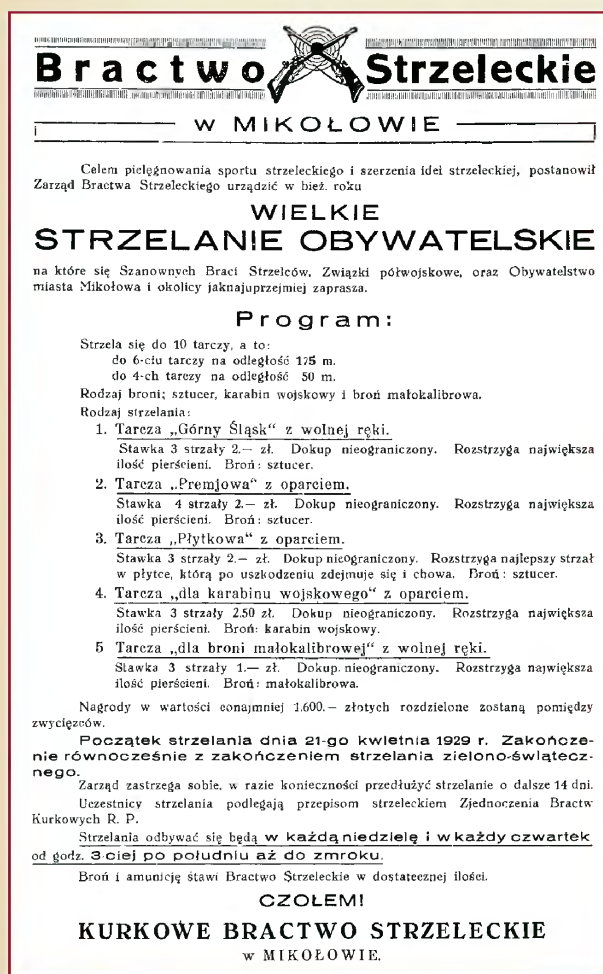 Bractwo Strzeleckie
w MIKOŁOWIE
Celem pielęgnowania sportu strzeleckiego i szerzenia idei strzeleckiej, postanowił
Zarząd Bractwa Strzeleckiego urządzić w bież. roku
WIELKIE
STRZELANIE OBYWATELSKIE
na które się Szanownych Braci Strzelców, Związki półwojskowe, oraz Obywatelstwo
miasta Mikołowa i okolicy jaknajuprzejmiej zaprasza.
Program:
Strzela się do 10 tarczy, a to:
do 6-ciu tarczy na odległość 175 m.
do 4-ch tarczy na odległość 50 m.
Rodzaj broni; sztucer, karabin wojskowy i broń małokalibrowa.
Rodzaj strzelania:
1. Tarcza „Górny Śląsk“ z wolnej ręki.
Stawka 3 strzały 2.— zł. Dokup nieograniczony. Rozstrzyga największa
ilość pierścieni. Broń: sztucer.
2. Tarcza „Premjowa“ z oparciem.
Stawka 4 strzały 2.— zł. Dokup nieograniczony. Rozstrzyga największa
ilość pierścieni. Broń: sztucer.
3. Tarcza „Płytkowa“ z oparciem.
Stawka 3 strzały 2.— zł. Dokup nieograniczony. Rozstrzyga najlepszy strzał
w płytce, którą po uszkodzeniu zdejmuje się i chowa. Broń: sztucer.
4. Tarcza „dla karabinu wojskowego“ z oparciem.
Stawka 3 strzały 2.50 zł. Dokup nieograniczony. Rozstrzyga największa
ilość pierścieni. Broń: karabin wojskowy.
5 Tarcza „dla broni małokalibrowej“ z wolnej ręki.
Stawka 3 strzały 1.— zł. Dokup. nieograniczony. Rozstrzyga największa
ilość pierścieni. Broń: małokalibrowa.
Nagrody w wartości conajmniej 1.600.— złotych rozdzielone zostaną pomiędzy
zwycięzców.
Początek strzelania dnia 21-go kwietnia 1929 r. Zakończe-
nie równocześnie z zakończeniem strzelania zielono-świątecz-
nego.
Zarząd zastrzega sobie, w razie konieczności przedłużyć strzelanie o dalsze 14 dni.
Uczestnicy strzelania podlegają przepisom strzeleckiem Zjednoczenia Bractw
Kurkowych R. P.
Strzelania odbywać się będą w każdą niedzielę i w każdy czwartek
od godz. 3-ciej po południu aż do zmroku.
Broń i amunicję stawi Bractwo Strzeleckie w dostatecznej ilości.
CZOŁEM!
KURKOWE BRACTWO STRZELECKIE
w MIKOŁOWIE.